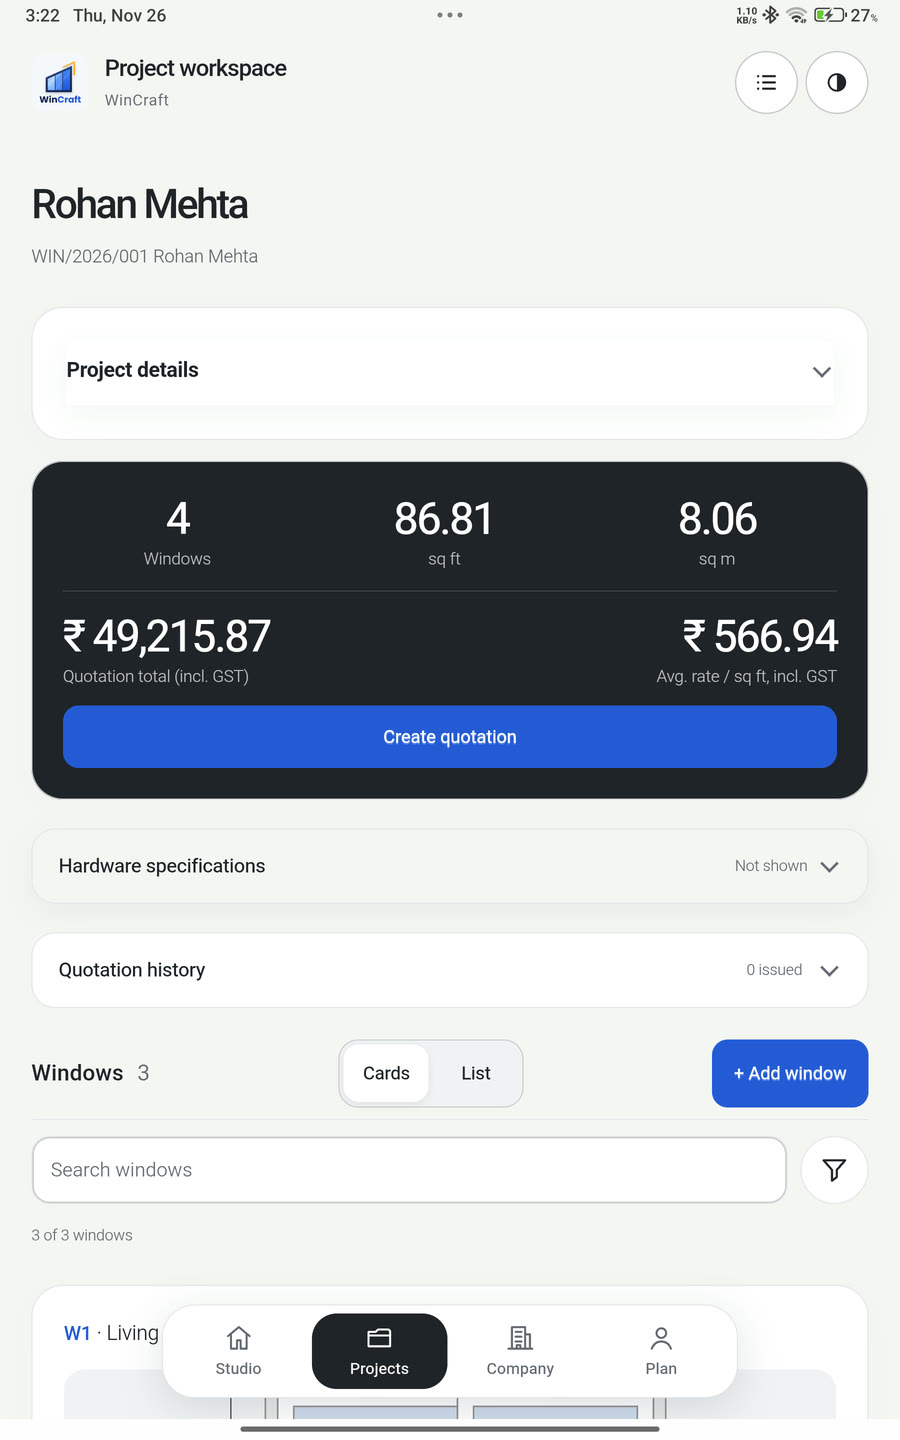 3:22 Thu, Nov 26
1.10 KB/s
27%
Project workspace
WinCraft
WinCraft
Rohan Mehta
WIN/2026/001 Rohan Mehta
Project details
4 86.81 8.06
Windows sq ft sq m
₹ 49,215.87 ₹ 566.94
Quotation total (incl. GST) Avg. rate / sq ft, incl. GST
Create quotation
Hardware specifications Not shown
Quotation history 0 issued
Windows 3 Cards List + Add window
Search windows
3 of 3 windows
W1 · Living
Studio Projects Company Plan